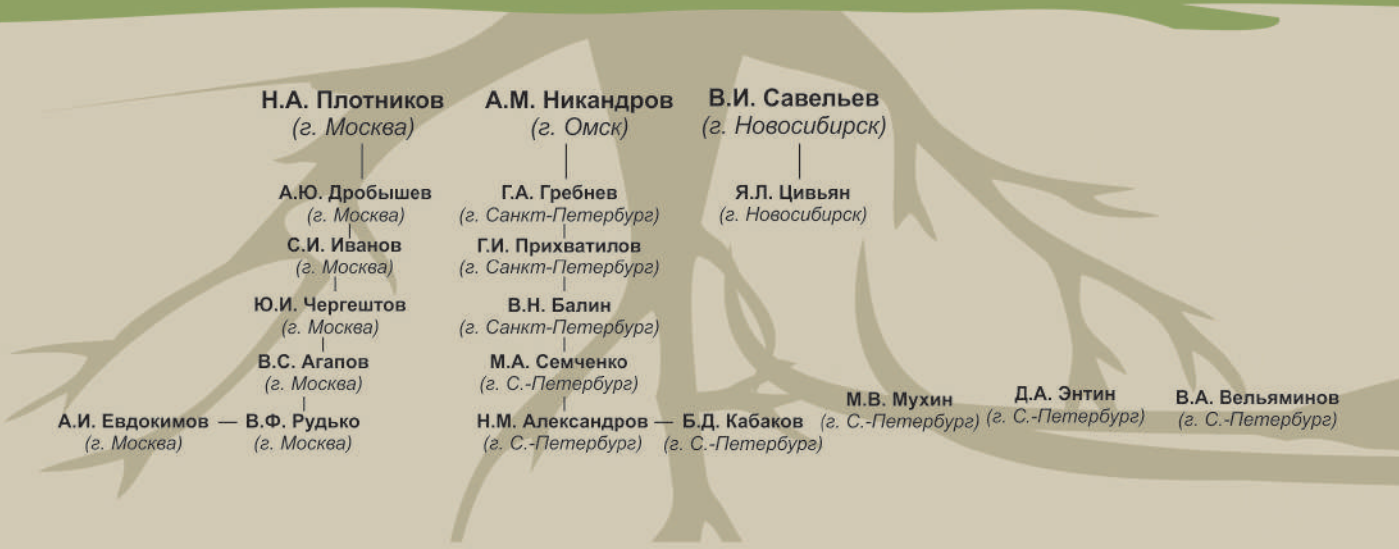 Н.А. Плотников
(г. Москва)
А.М. Никандров
(г. Омск)
В.И. Савельев
(г. Новосибирск)
А.Ю. Дробышев
(г. Москва)
Г.А. Гребнев
(г. Санкт-Петербург)
Я.Л. Цивьян
(г. Новосибирск)
С.И. Иванов
(г. Москва)
Г.И. Прихватилов
(г. Санкт-Петербург)
Ю.И. Чергештов
(г. Москва)
В.Н. Балин
(г. Санкт-Петербург)
В.С. Агапов
(г. Москва)
М.А. Семченко
(г. С.-Петербург)
А.И. Евдокимов — В.Ф. Рудько
(г. Москва) (г. Москва)
Н.М. Александров — Б.Д. Кабаков
(г. С.-Петербург) (г. С.-Петербург)
М.В. Мухин
(г. С.-Петербург)
Д.А. Энтин
(г. С.-Петербург)
В.А. Вельяминов
(г. С.-Петербург)